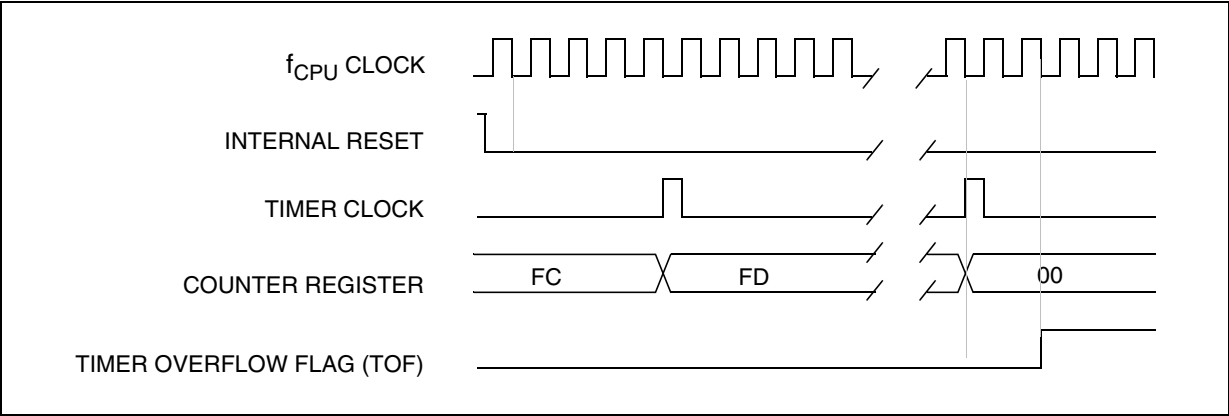 fCPU CLOCK
INTERNAL RESET
TIMER CLOCK
COUNTER REGISTER
FC
FD
00
TIMER OVERFLOW FLAG (TOF)